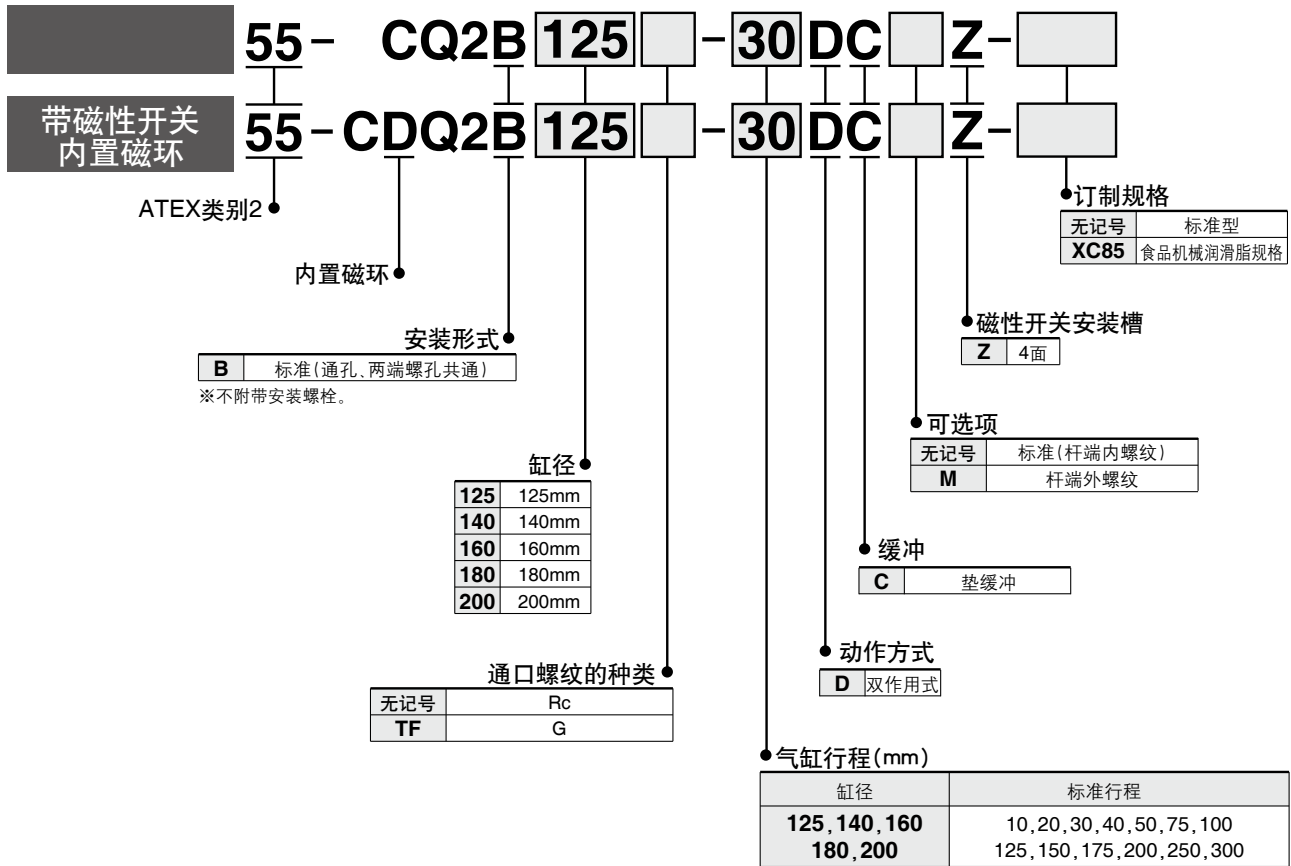 55- CQ2B 125 -30DC Z-
带磁性开关
内置磁环
55-CDQ2B 125 -30DC Z-
ATEX类别2
内置磁环
安装形式
B 标准(通孔、两端螺孔共通)
※不附带安装螺栓。
缸径
125 125mm
140 140mm
160 160mm
180 180mm
200 200mm
通口螺纹的种类
无记号 Rc
TF G
订制规格
无记号 标准型
XC85 食品机械润滑脂规格
磁性开关安装槽
Z 4面
可选项
无记号 标准(杆端内螺纹)
M 杆端外螺纹
缓冲
C 垫缓冲
动作方式
D 双作用式
气缸行程(mm)
缸径 标准行程
125,140,160 10,20,30,40,50,75,100
180,200 125,150,175,200,250,300